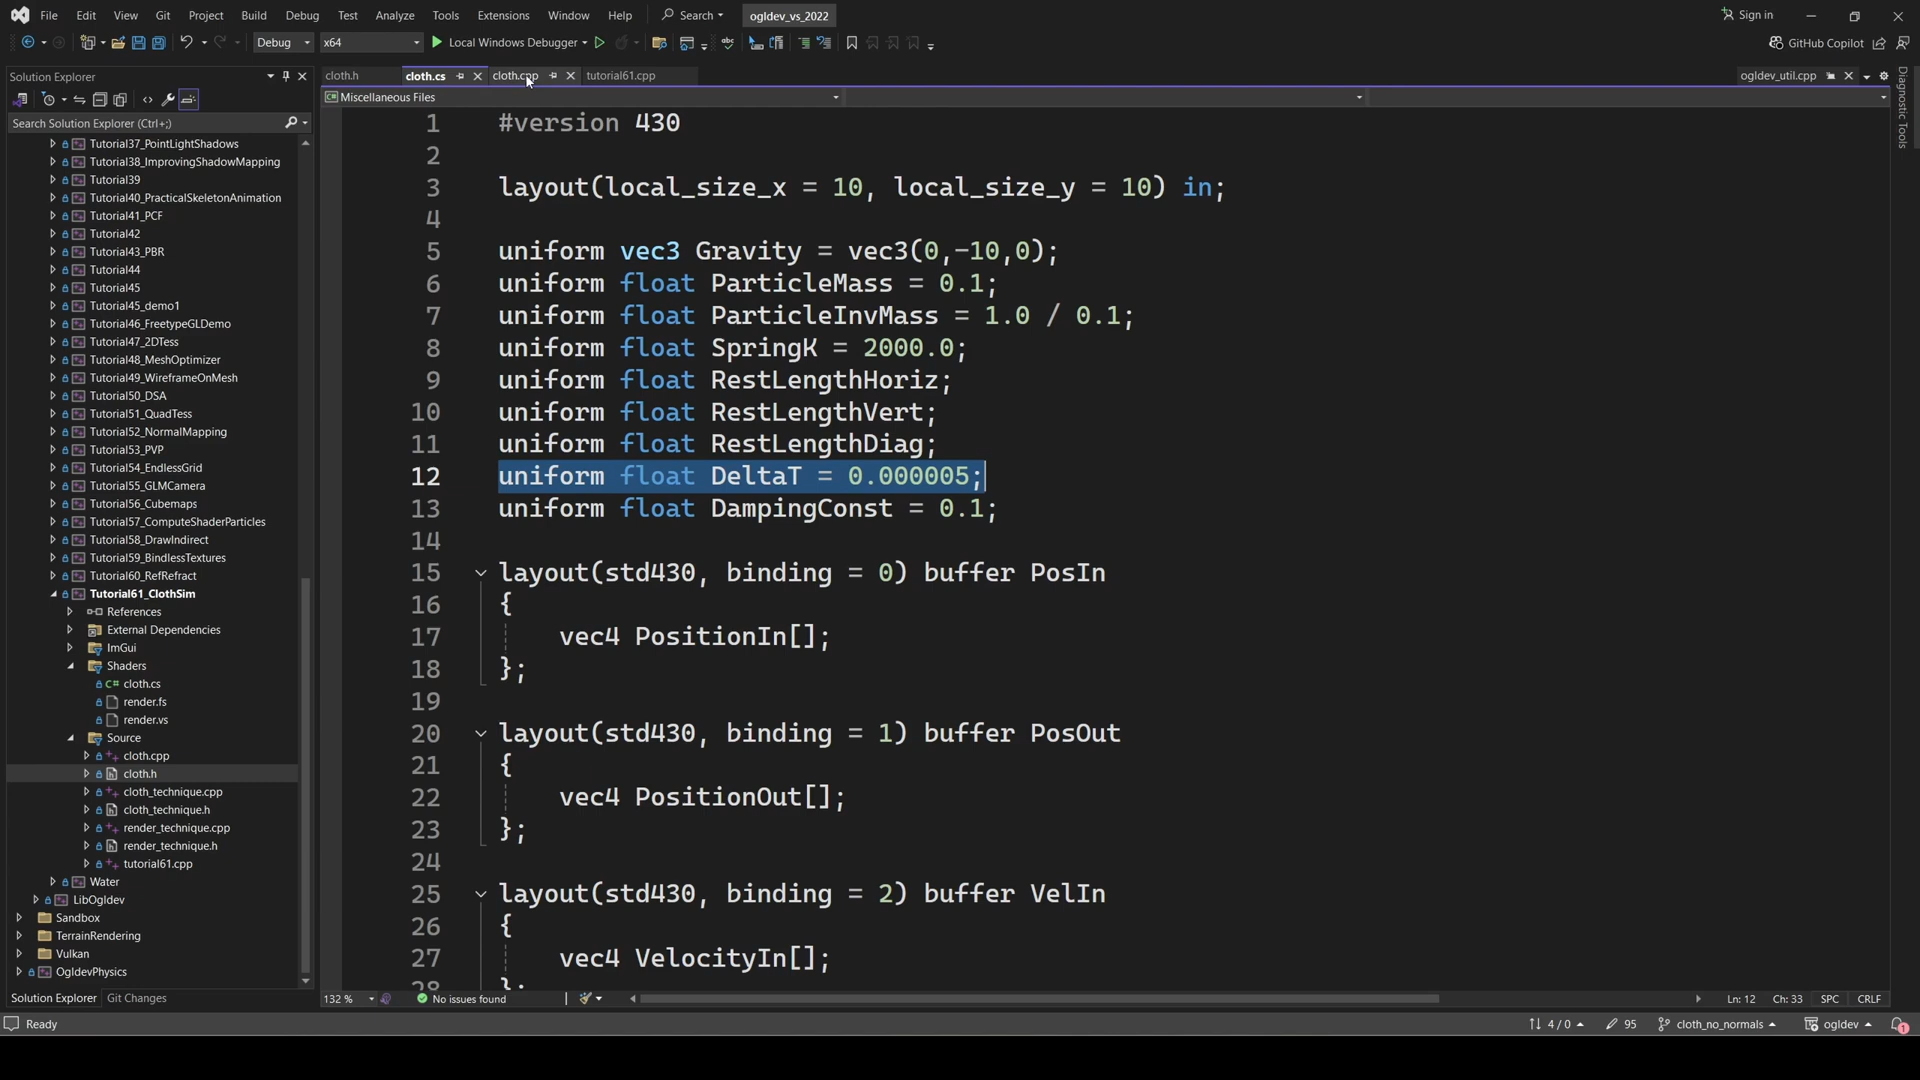 File Edit View Git Project Build Debug Test Analyze Tools Extensions Window Help Search ogldev_vs_2022 Sign in
Debug x64 Local Windows Debugger GitHub Copilot
Solution Explorer
Search Solution Explorer (Ctrl+;)
Tutorial37_PointLightShadows
Tutorial38_ImprovingShadowMapping
Tutorial39
Tutorial40_PracticalSkeletonAnimation
Tutorial41_PCF
Tutorial42
Tutorial43_PBR
Tutorial44
Tutorial45
Tutorial45_demo1
Tutorial46_FreetypeGLDemo
Tutorial47_2DTess
Tutorial48_MeshOptimizer
Tutorial49_WireframeOnMesh
Tutorial50_DSA
Tutorial51_QuadTess
Tutorial52_NormalMapping
Tutorial53_PVP
Tutorial54_EndlessGrid
Tutorial55_GLMCamera
Tutorial56_Cubemaps
Tutorial57_ComputeShaderParticles
Tutorial58_DrawIndirect
Tutorial59_BindlessTextures
Tutorial60_RefRefract
Tutorial61_ClothSim
References
External Dependencies
ImGui
Shaders
cloth.cs
render.fs
render.vs
Source
cloth.cpp
cloth.h
cloth_technique.cpp
cloth_technique.h
render_technique.cpp
render_technique.h
tutorial61.cpp
Water
LibOgldev
Sandbox
TerrainRendering
Vulkan
OgldevPhysics
Solution Explorer Git Changes
cloth.h cloth.cs cloth.cpp tutorial61.cpp ogldev_util.cpp
Miscellaneous Files
1 #version 430
2
3 layout(local_size_x = 10, local_size_y = 10) in;
4
5 uniform vec3 Gravity = vec3(0,-10,0);
6 uniform float ParticleMass = 0.1;
7 uniform float ParticleInvMass = 1.0 / 0.1;
8 uniform float SpringK = 2000.0;
9 uniform float RestLengthHoriz;
10 uniform float RestLengthVert;
11 uniform float RestLengthDiag;
12 uniform float DeltaT = 0.000005;
13 uniform float DampingConst = 0.1;
14
15 layout(std430, binding = 0) buffer PosIn
16 {
17 vec4 PositionIn[];
18 };
19
20 layout(std430, binding = 1) buffer PosOut
21 {
22 vec4 PositionOut[];
23 };
24
25 layout(std430, binding = 2) buffer VelIn
26 {
27 vec4 VelocityIn[];
28 };
132 % No issues found Ln: 12 Ch: 33 SPC CRLF
Diagnostic Tools
Ready 4 / 0 95 cloth_no_normals ogldev 1